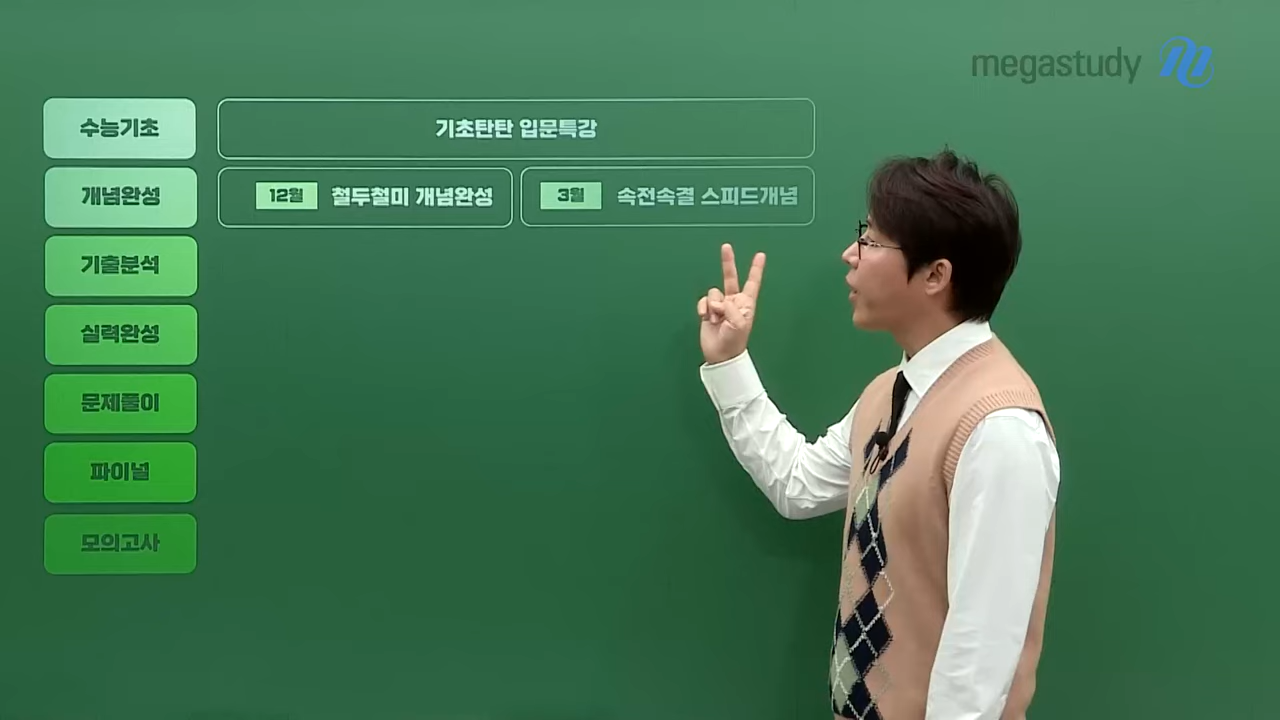 megastudy
수능기초
기초탄탄 입문특강
개념완성
12월 철두철미 개념완성
3월 속전속결 스피드개념
기출분석
실력완성
문제풀이
파이널
모의고사